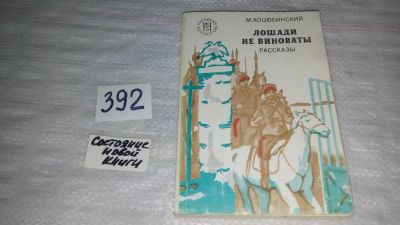 М. КОЦЮБИНСКИЙ
ЛОШАДИ
НЕ ВИНОВАТЫ
РАССКАЗЫ
392
Состояние
новой
книги